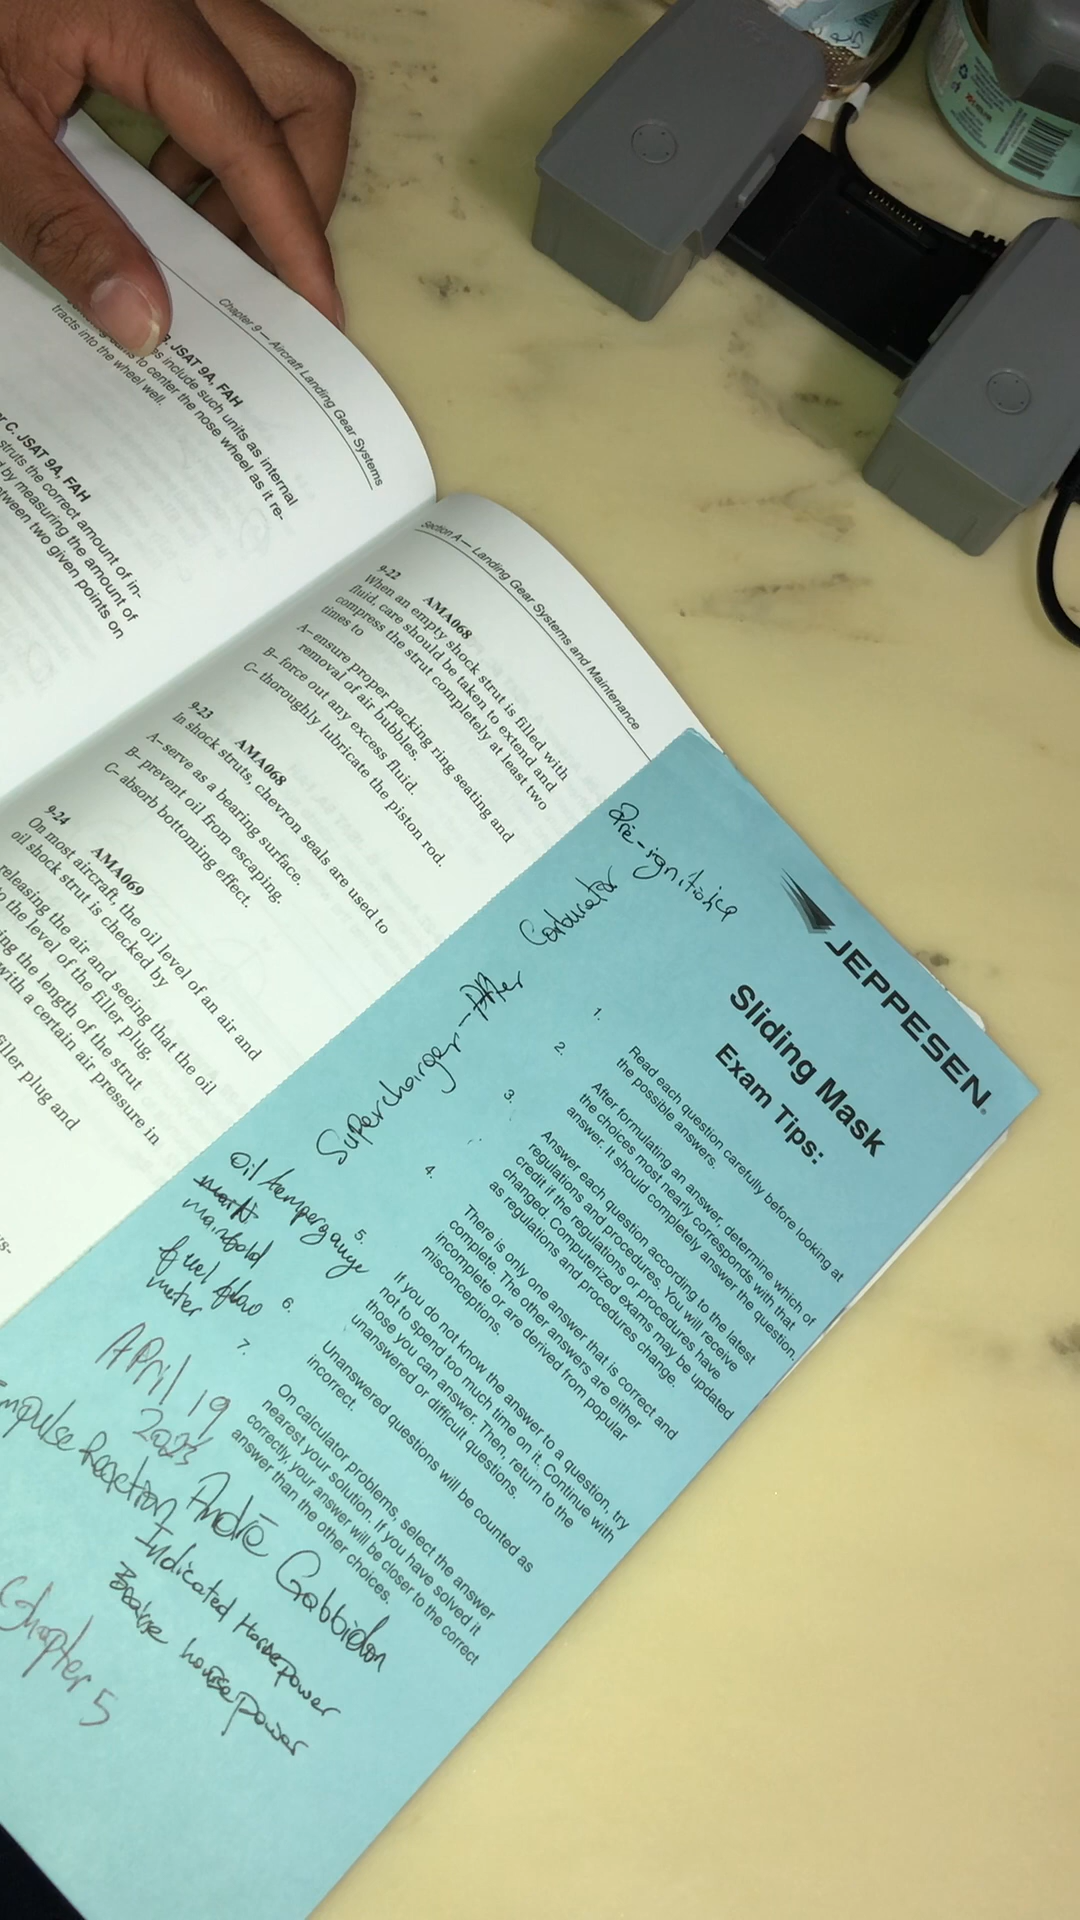 Chapter 9 — Aircraft Landing Gear Systems
JSAT 9A, FAH
include such units as internal
to center the nose wheel as it re-
tracts into the wheel well.
C. JSAT 9A, FAH
struts the correct amount of in-
by measuring the amount of
between two given points on
Section A — Landing Gear Systems and Maintenance
9-22 AMA068
When an empty shock strut is filled with
fluid, care should be taken to extend and
compress the strut completely at least two
times to
A– ensure proper packing ring seating and
removal of air bubbles.
B– force out any excess fluid.
C– thoroughly lubricate the piston rod.
9-23 AMA068
In shock struts, chevron seals are used to
A– serve as a bearing surface.
B– prevent oil from escaping.
C– absorb bottoming effect.
9-24 AMA069
On most aircraft, the oil level of an air and
oil shock strut is checked by
releasing the air and seeing that the oil
to the level of the filler plug.
ing the length of the strut
with a certain air pressure in
filler plug and
JEPPESEN®
Sliding Mask
Exam Tips:
1. Read each question carefully before looking at
the possible answers.
2. After formulating an answer, determine which of
the choices most nearly corresponds with that
answer. It should completely answer the question.
3. Answer each question according to the latest
regulations and procedures. You will receive
credit if the regulations or procedures have
changed. Computerized exams may be updated
as regulations and procedures change.
4. There is only one answer that is correct and
complete. The other answers are either
incomplete or are derived from popular
misconceptions.
5. If you do not know the answer to a question, try
not to spend too much time on it. Continue with
those you can answer. Then, return to the
unanswered or difficult questions.
6. Unanswered questions will be counted as
incorrect.
7. On calculator problems, select the answer
nearest your solution. If you have solved it
correctly, your answer will be closer to the correct
answer than the other choices.
Pre-ignition
Carburator
Supercharger -
Oil temper gauge
manifold
fuel flow
meter
APril 19
2023
Impulse Reaction
Andrē Gabbidon
Indicated Horsepower
horsepower
Chapter 5